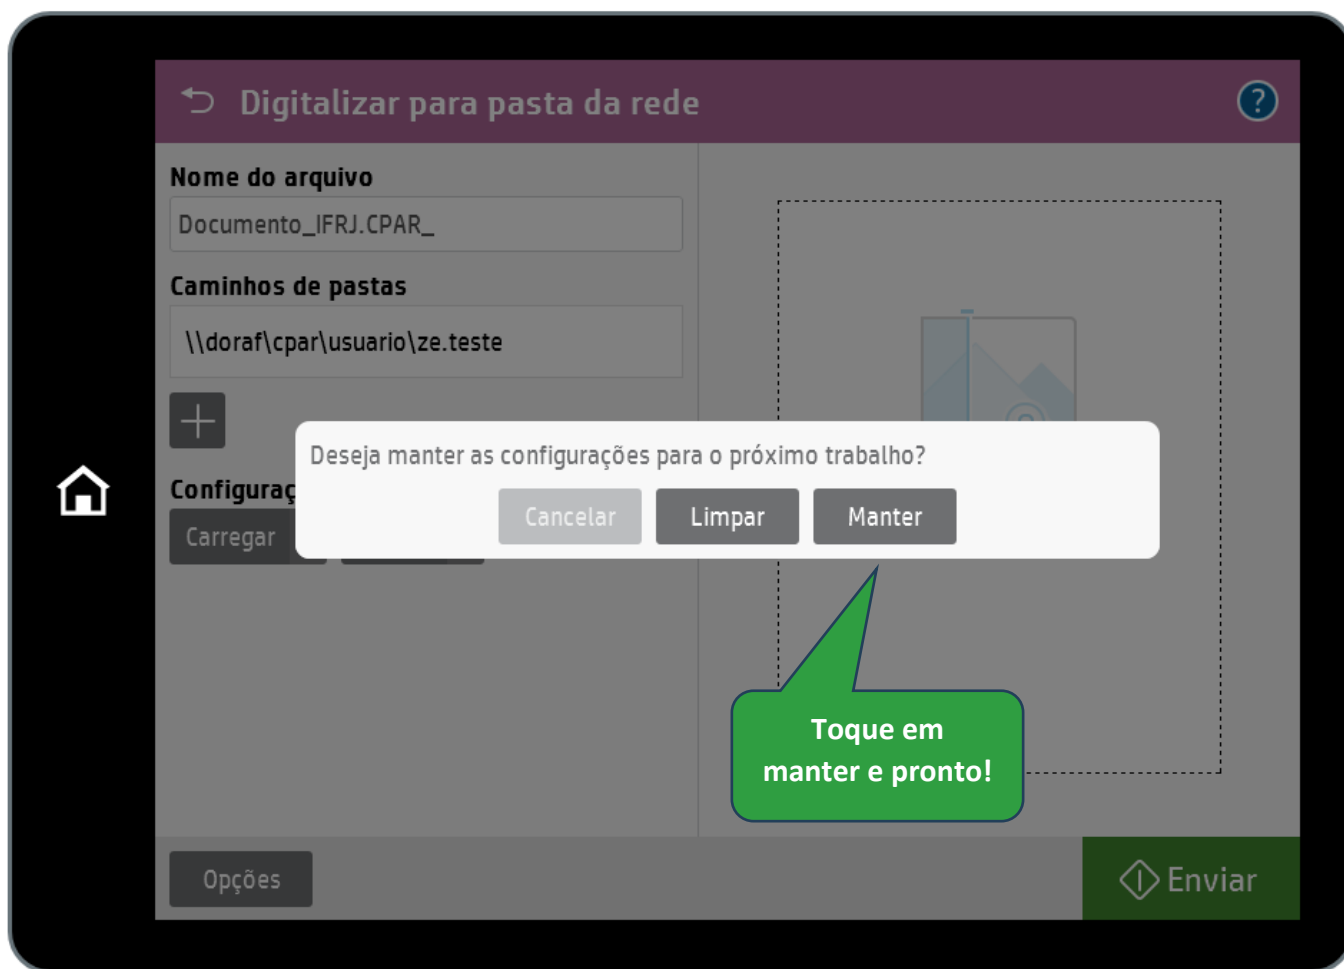 Digitalizar para pasta da rede
?
Nome do arquivo
Documento_IFRJ.CPAR_
Caminhos de pastas
\\doraf\cpar\usuario\ze.teste
Deseja manter as configurações para o próximo trabalho?
Cancelar
Limpar
Manter
Carregar
Toque em
manter e pronto!
Opções
Enviar